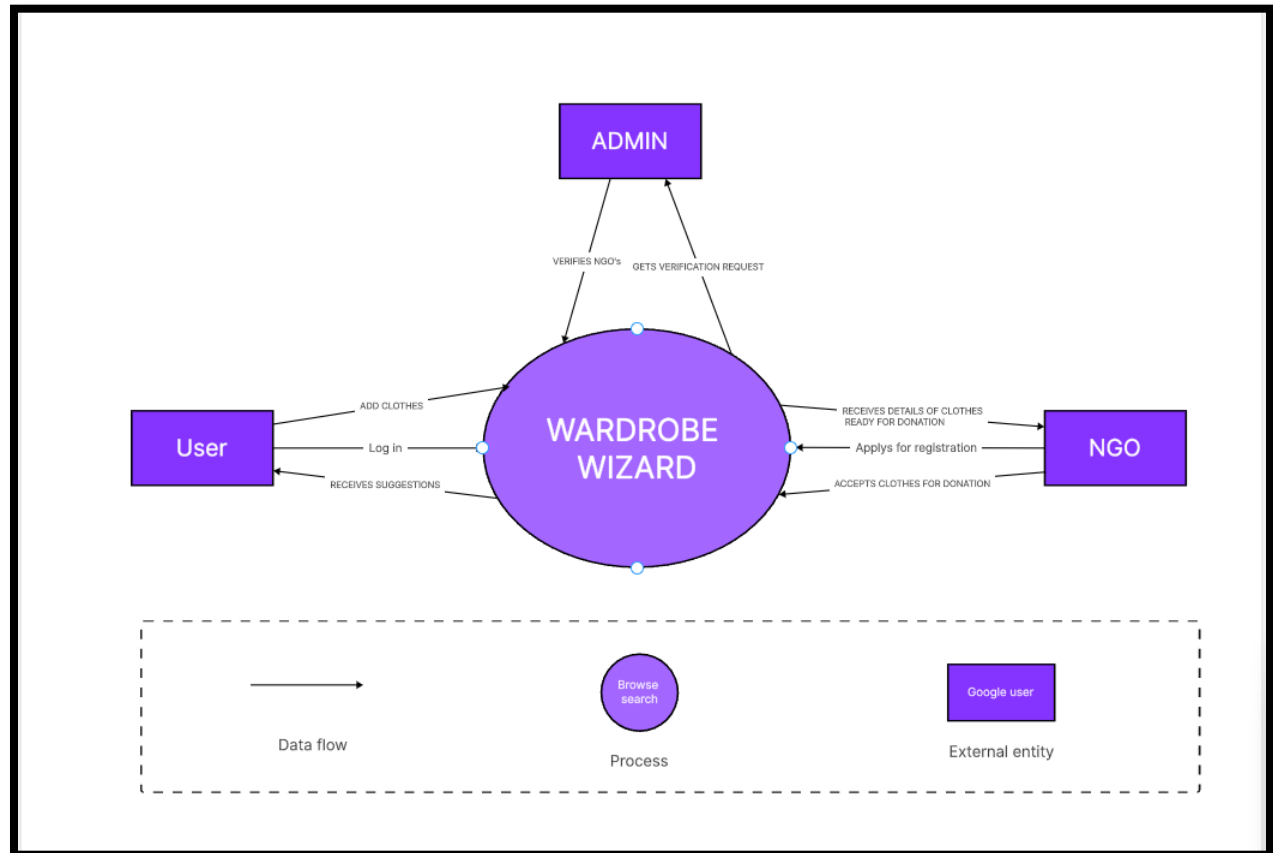 ADMIN
VERIFIES NGO's
GETS VERIFICATION REQUEST
ADD CLOTHES
User
Log in
RECEIVES SUGGESTIONS
WARDROBE
WIZARD
RECEIVES DETAILS OF CLOTHES
READY FOR DONATION
Applys for registration
NGO
ACCEPTS CLOTHES FOR DONATION
Browse
search
Google user
Data flow
Process
External entity